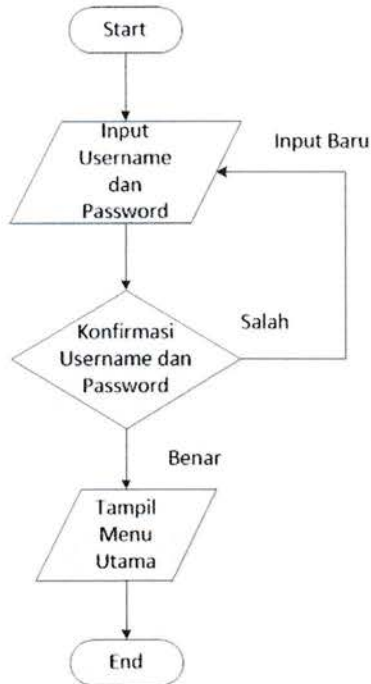 Start
Input
Username
dan
Password
Input Baru
Konfirmasi
Username dan
Password
Salah
Benar
Tampil
Menu
Utama
End